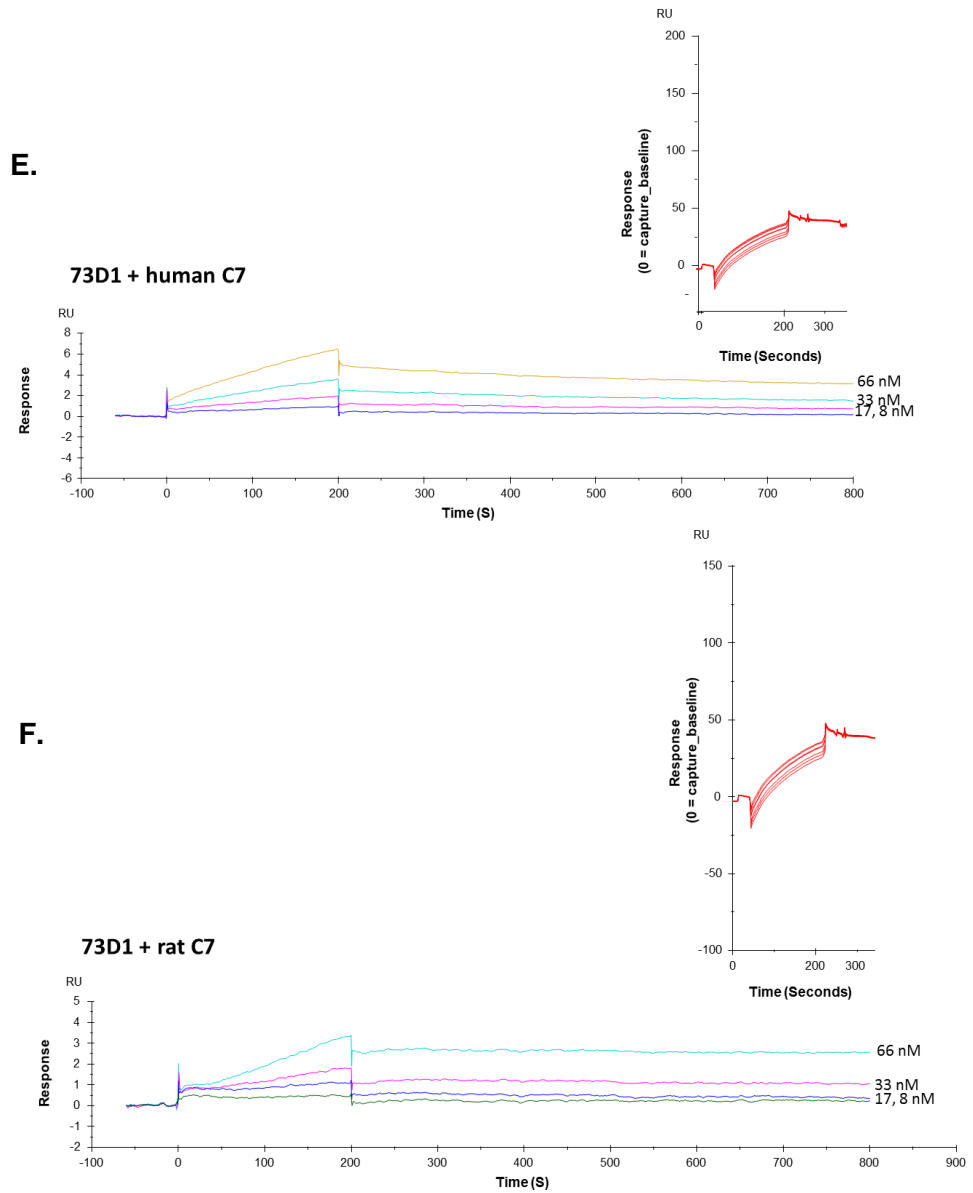 E.
RU
200
150
100
50
0
-
Response
(0 = capture_baseline)
0
200
300
Time (Seconds)
73D1 + human C7
RU
8
6
4
2
0
-2
-4
-6
Response
-100
0
100
200
300
400
500
600
700
800
Time (S)
66 nM
33 nM
17, 8 nM
F.
RU
150
100
50
0
-50
-100
Response
(0 = capture_baseline)
0
200
300
Time (Seconds)
73D1 + rat C7
RU
5
4
3
2
1
0
-1
-2
Response
-100
0
100
200
300
400
500
600
700
800
900
Time (S)
66 nM
33 nM
17, 8 nM